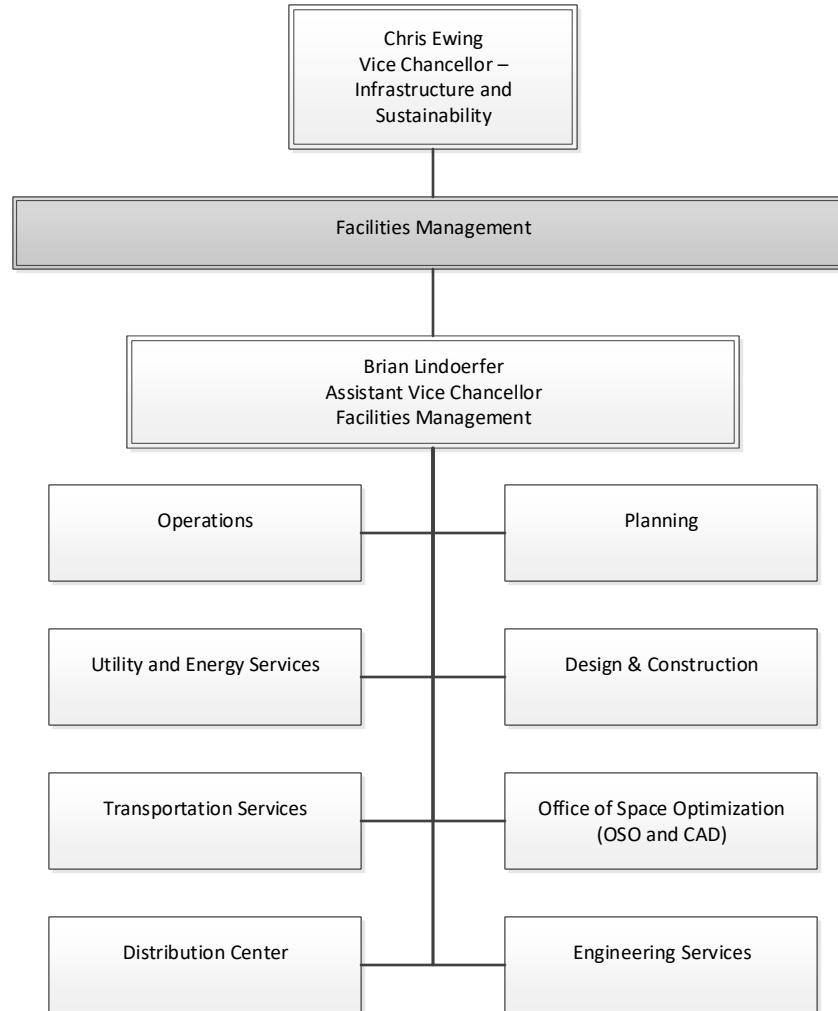 Chris Ewing
Vice Chancellor –
Infrastructure and
Sustainability
Facilities Management
Brian Lindoerfer
Assistant Vice Chancellor
Facilities Management
Operations
Planning
Utility and Energy Services
Design & Construction
Transportation Services
Office of Space Optimization
(OSO and CAD)
Distribution Center
Engineering Services